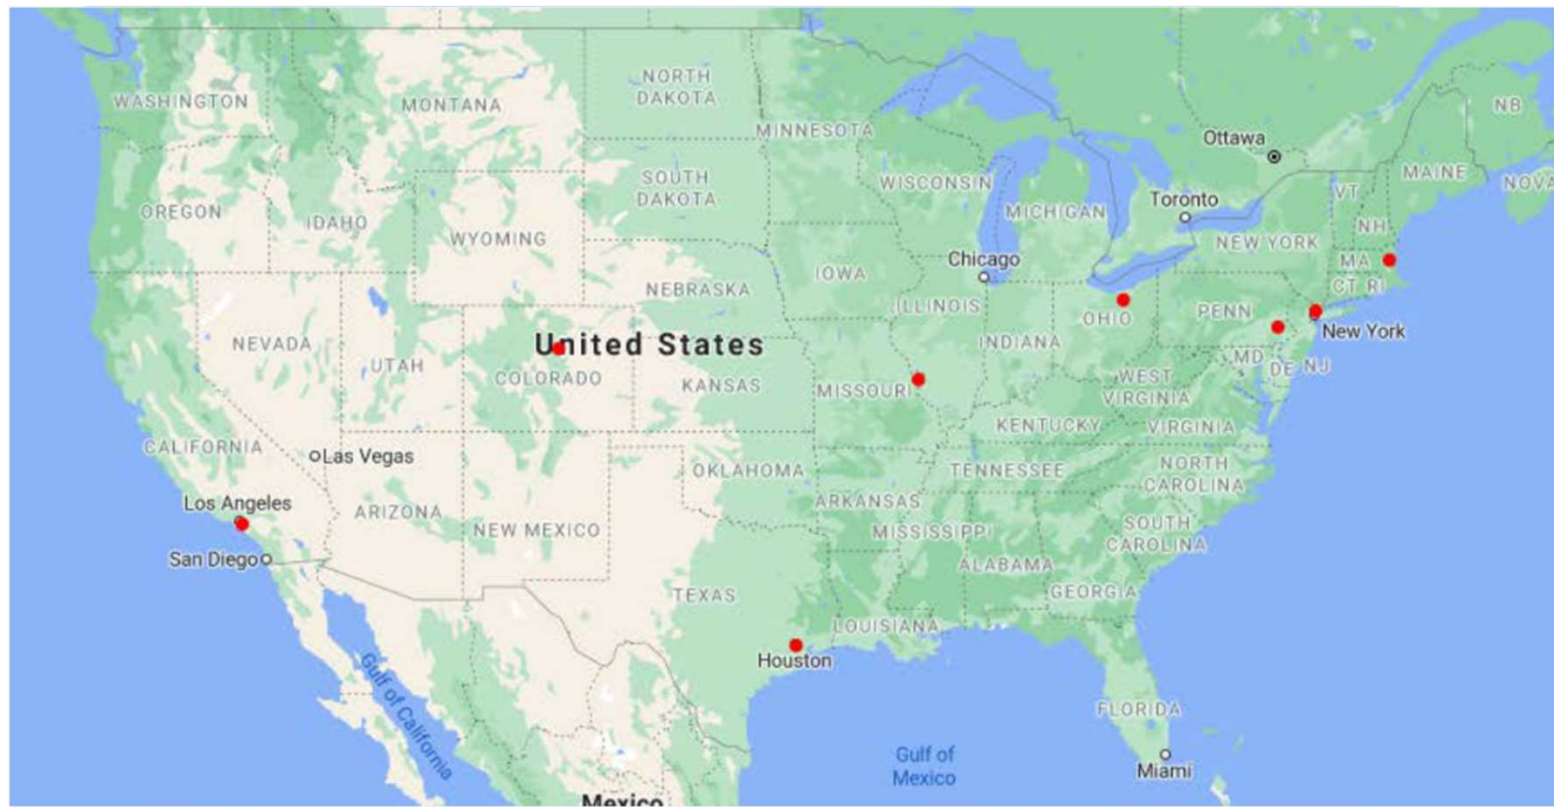 WASHINGTON
MONTANA
NORTH
DAKOTA
MINNESOTA
NB
Ottawa
MAINE
NOVA
SOUTH
DAKOTA
WISCONSIN
VT
OREGON
IDAHO
WYOMING
MICHIGAN
Toronto
NH
NEW YORK
Chicago
IOWA
MA
CT RI
NEBRASKA
ILLINOIS
OHIO
PENN
New York
NEVADA
United States
INDIANA
UTAH
COLORADO
KANSAS
MISSOURI
MD
DE
NJ
WEST
VIRGINIA
CALIFORNIA
Las Vegas
KENTUCKY
VIRGINIA
OKLAHOMA
TENNESSEE
NORTH
CAROLINA
Los Angeles
ARIZONA
NEW MEXICO
ARKANSAS
MISSISSIPPI
SOUTH
CAROLINA
San Diego
ALABAMA
TEXAS
GEORGIA
LOUISIANA
Houston
Gulf of California
FLORIDA
Gulf of
Mexico
Miami
Mexico